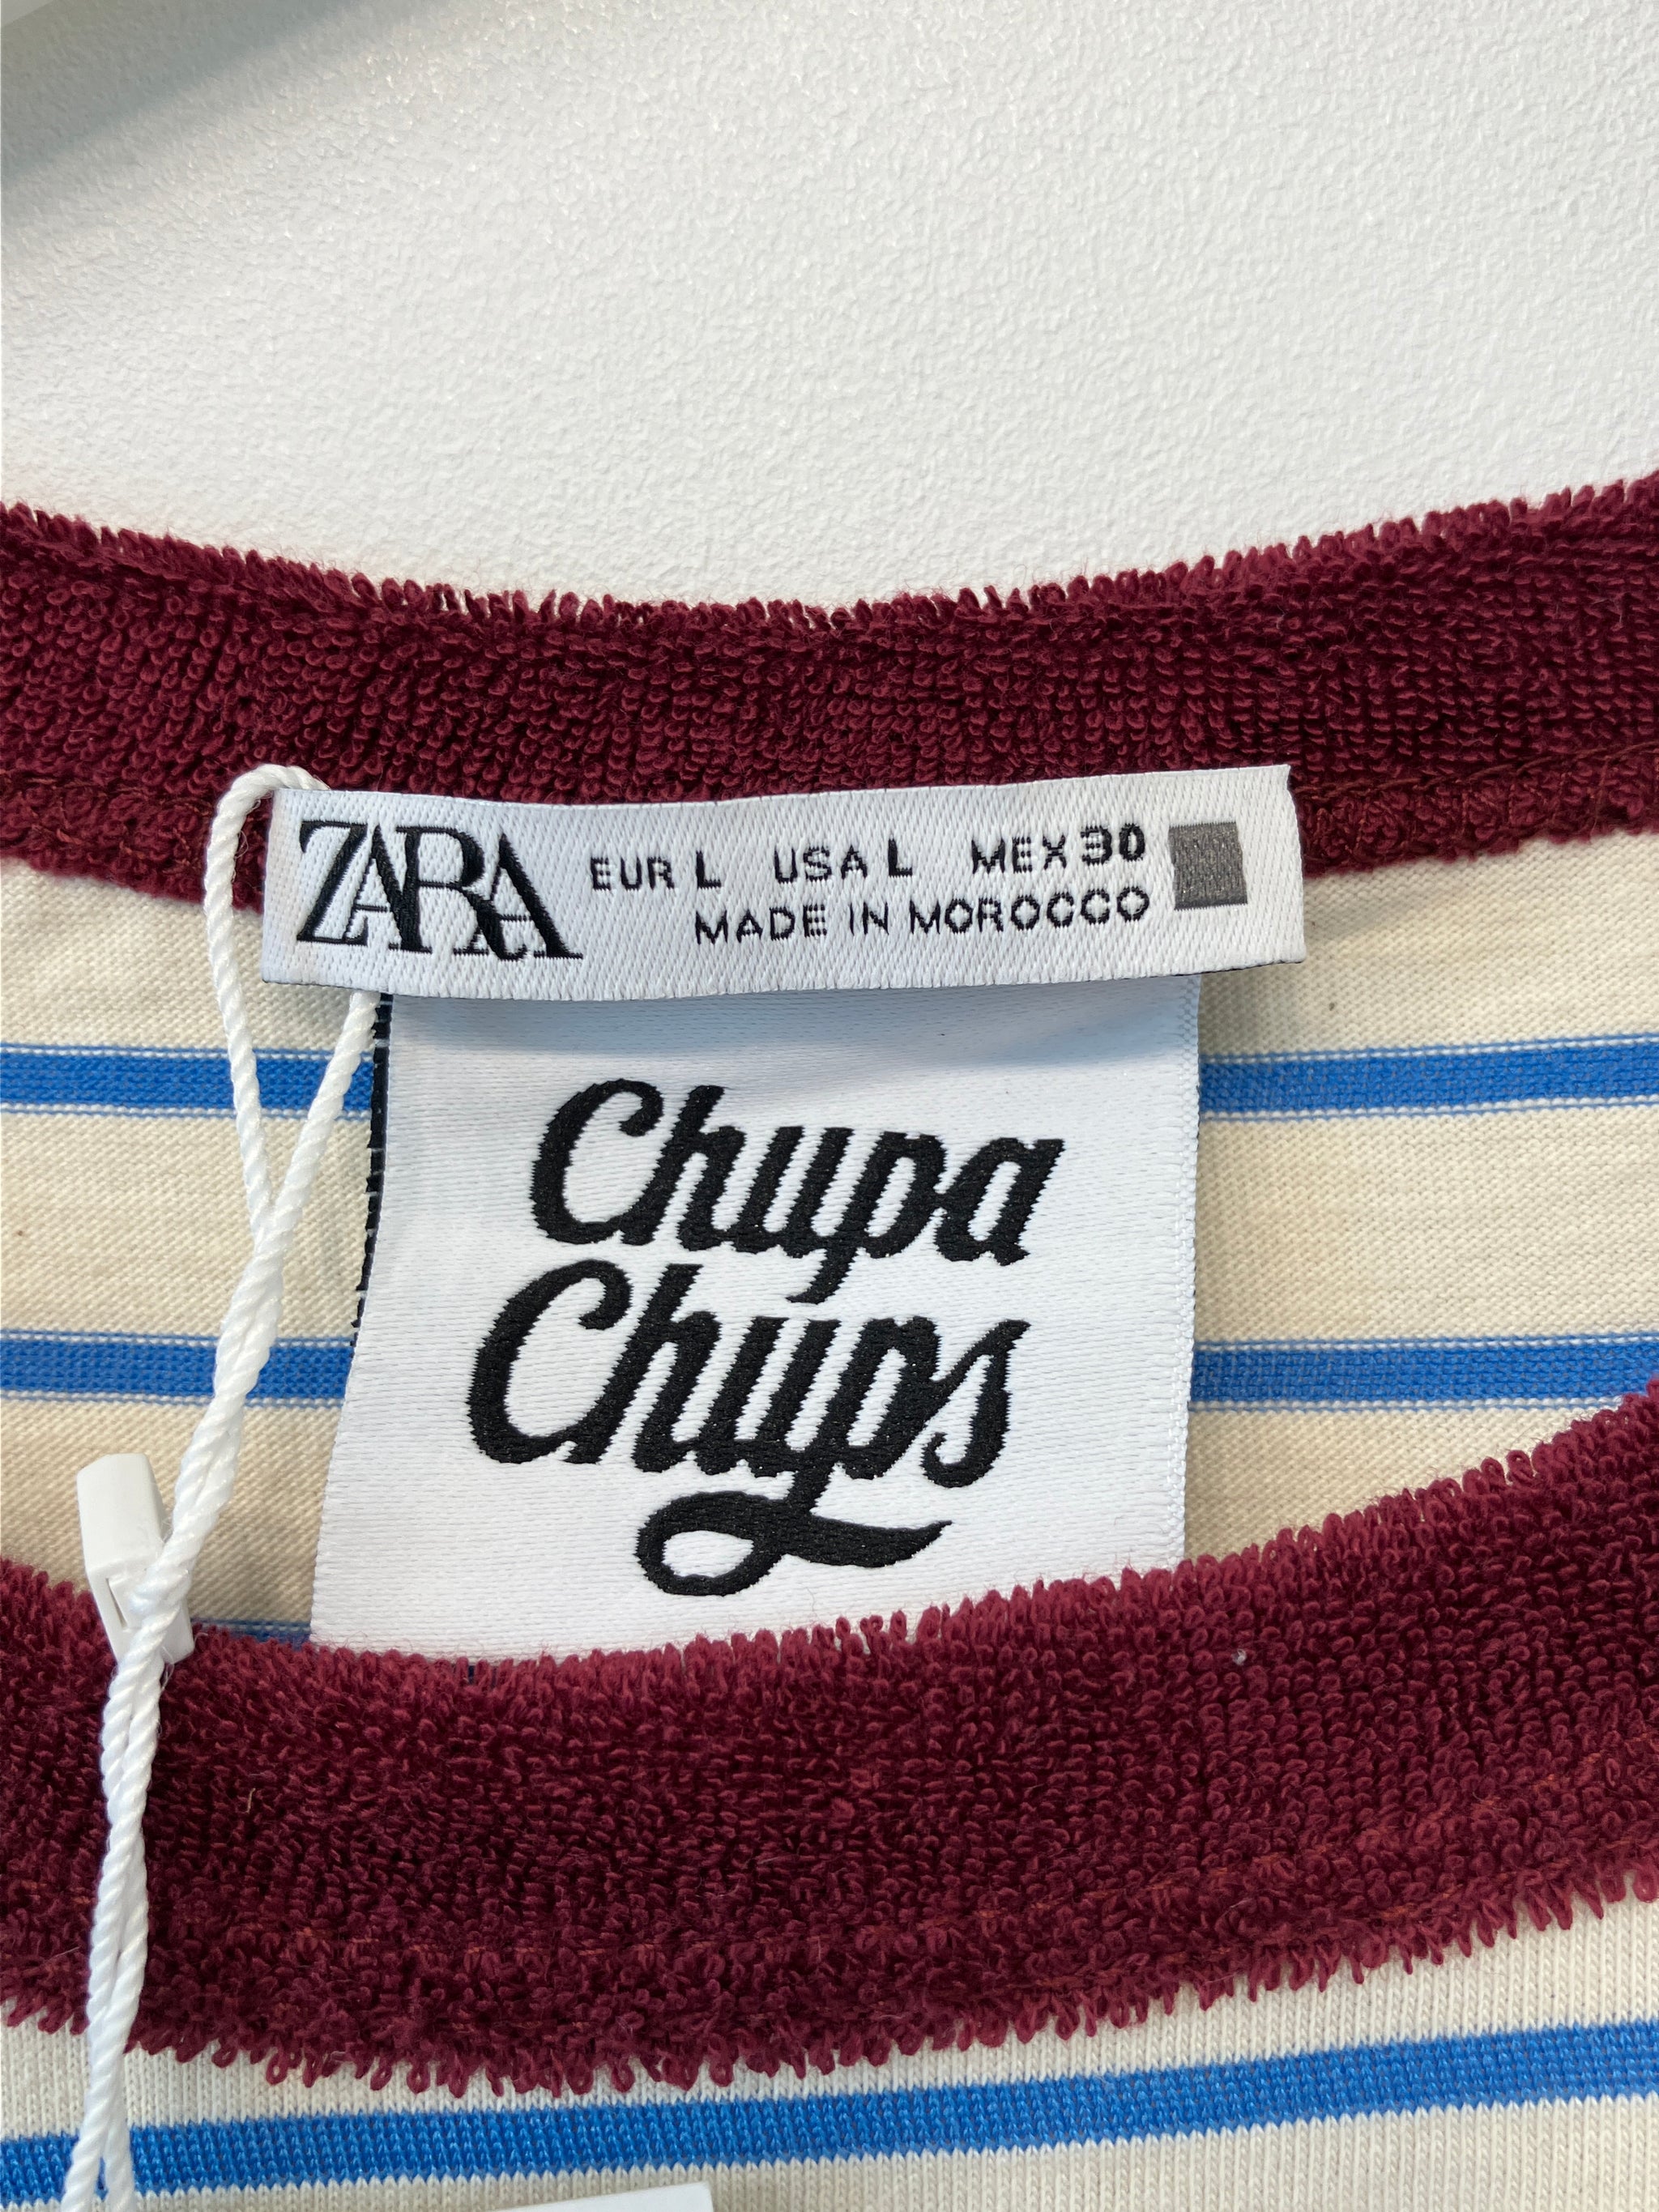 ZARA EUR L USA L MEX 30
MADE IN MOROCCO
Chupa
Chups